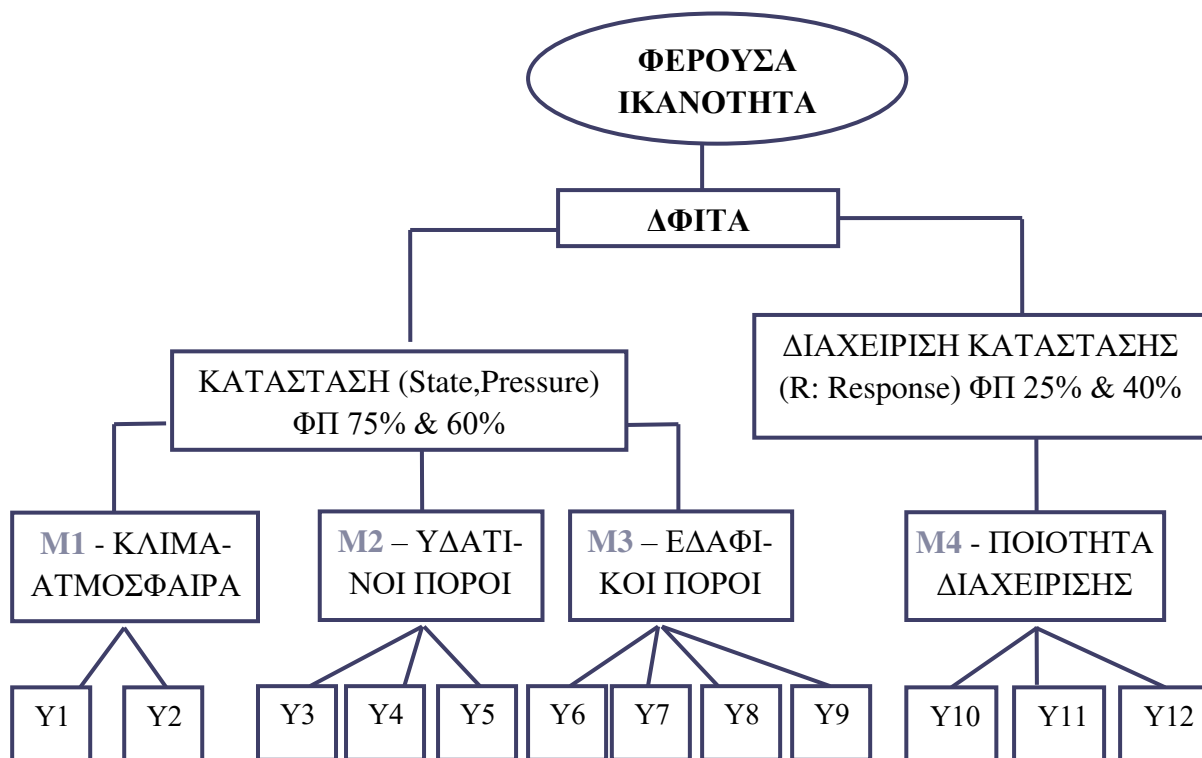 ΦΕΡΟΥΣΑ
ΙΚΑΝΟΤΗΤΑ
ΔΦΙΤΑ
ΚΑΤΑΣΤΑΣΗ (State,Pressure)
ΦΠ 75% & 60%
ΔΙΑΧΕΙΡΙΣΗ ΚΑΤΑΣΤΑΣΗΣ
(R: Response) ΦΠ 25% & 40%
Μ1 - ΚΛΙΜΑ-
ΑΤΜΟΣΦΑΙΡΑ
Μ2 – ΥΔΑΤΙ-
ΝΟΙ ΠΟΡΟΙ
Μ3 – ΕΔΑΦΙ-
ΚΟΙ ΠΟΡΟΙ
Μ4 - ΠΟΙΟΤΗΤΑ
ΔΙΑΧΕΙΡΙΣΗΣ
Υ1
Υ2
Υ3
Υ4
Υ5
Υ6
Υ7
Υ8
Υ9
Υ10
Υ11
Υ12